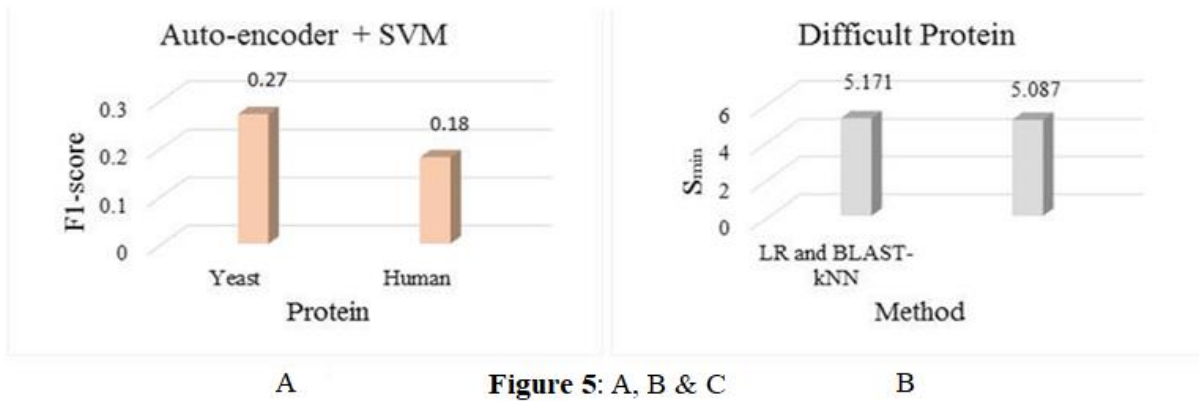 Auto-encoder + SVM
0.27
0.18
0.3
0.2
0.1
0
F1-score
Yeast
Human
Protein
Difficult Protein
5.171
5.087
6
4
2
0
Smin
LR and BLAST-
kNN
Method
A
Figure 5: A, B & C
B